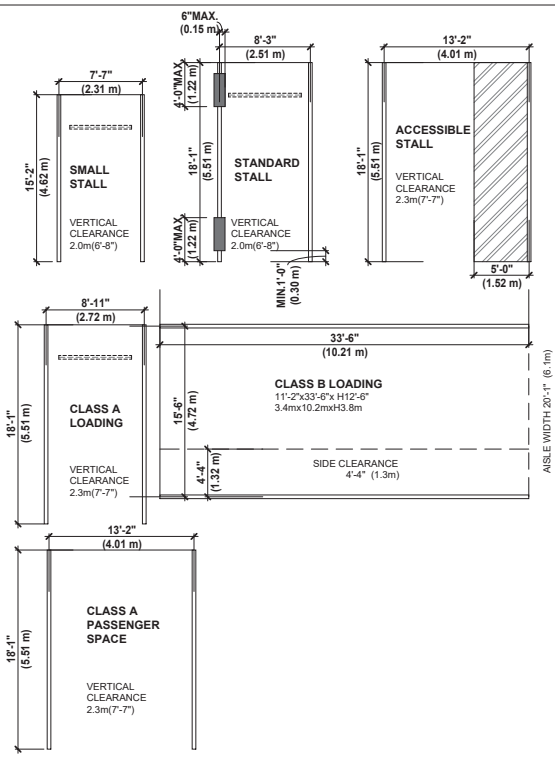 6"MAX.
(0.15 m)
8'-3"
(2.51 m)
13'-2"
(4.01 m)
7'-7"
(2.31 m)
4'-0"MAX
(1.22 m)
15'-2"
(4.62 m)
SMALL
STALL
VERTICAL
CLEARANCE
2.0m(6'-8")
18'-1"
(5.51 m)
STANDARD
STALL
VERTICAL
CLEARANCE
2.0m(6'-8")
4'-0"MAX
(1.22 m)
MIN.1'-0"
(0.30 m)
18'-1"
(5.51 m)
ACCESSIBLE
STALL
VERTICAL
CLEARANCE
2.3m(7'-7")
5'-0"
(1.52 m)
8'-11"
(2.72 m)
18'-1"
(5.51 m)
CLASS A
LOADING
VERTICAL
CLEARANCE
2.3m(7'-7")
33'-6"
(10.21 m)
15'-6"
(4.72 m)
CLASS B LOADING
11'-2"x33'-6"x H12'-6"
3.4mx10.2mxH3.8m
4'-4"
(1.32 m)
SIDE CLEARANCE
4'-4" (1.3m)
AISLE WIDTH 20'-1" (6.1m)
13'-2"
(4.01 m)
18'-1"
(5.51 m)
CLASS A
PASSENGER
SPACE
VERTICAL
CLEARANCE
2.3m(7'-7")